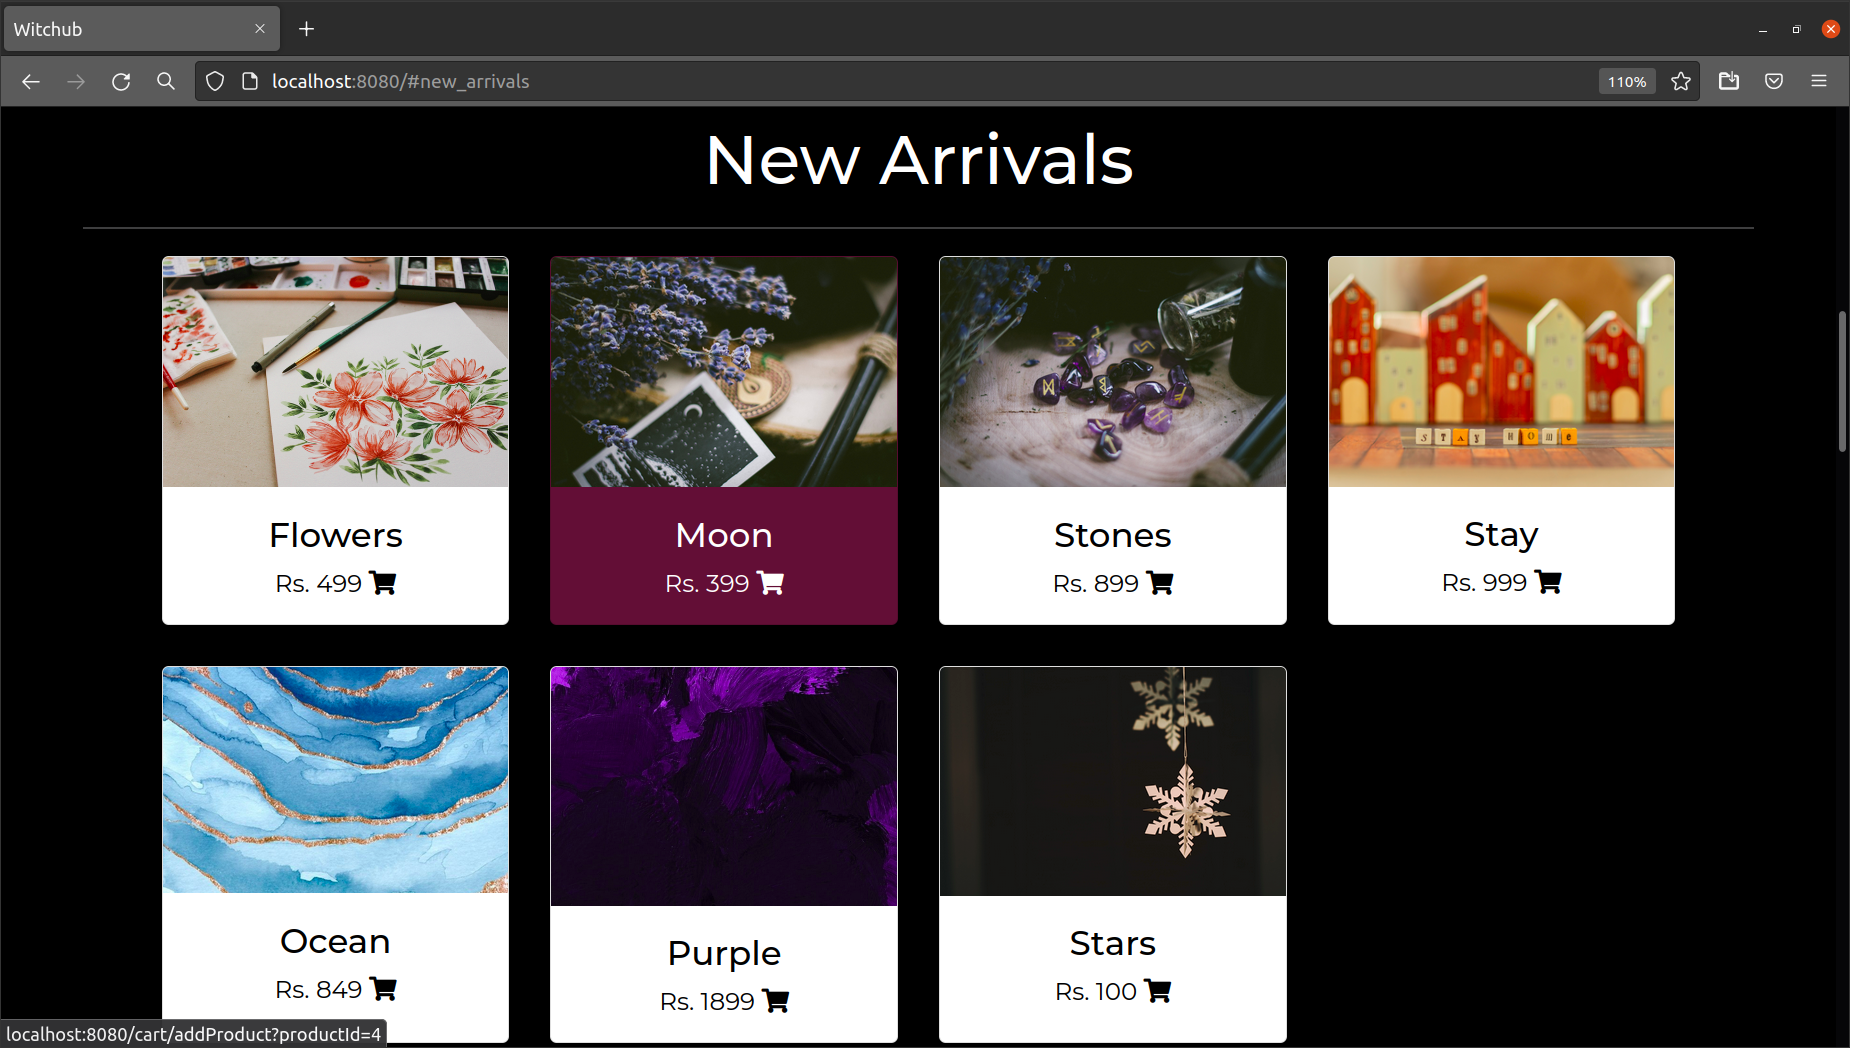 Witchub
localhost:8080/#new_arrivals
110%
New Arrivals
Flowers
Rs. 499
Moon
Rs. 399
Stones
Rs. 899
STAY HOME
Stay
Rs. 999
Ocean
Rs. 849
Purple
Rs. 1899
Stars
Rs. 100
localhost:8080/cart/addProduct?productId=4